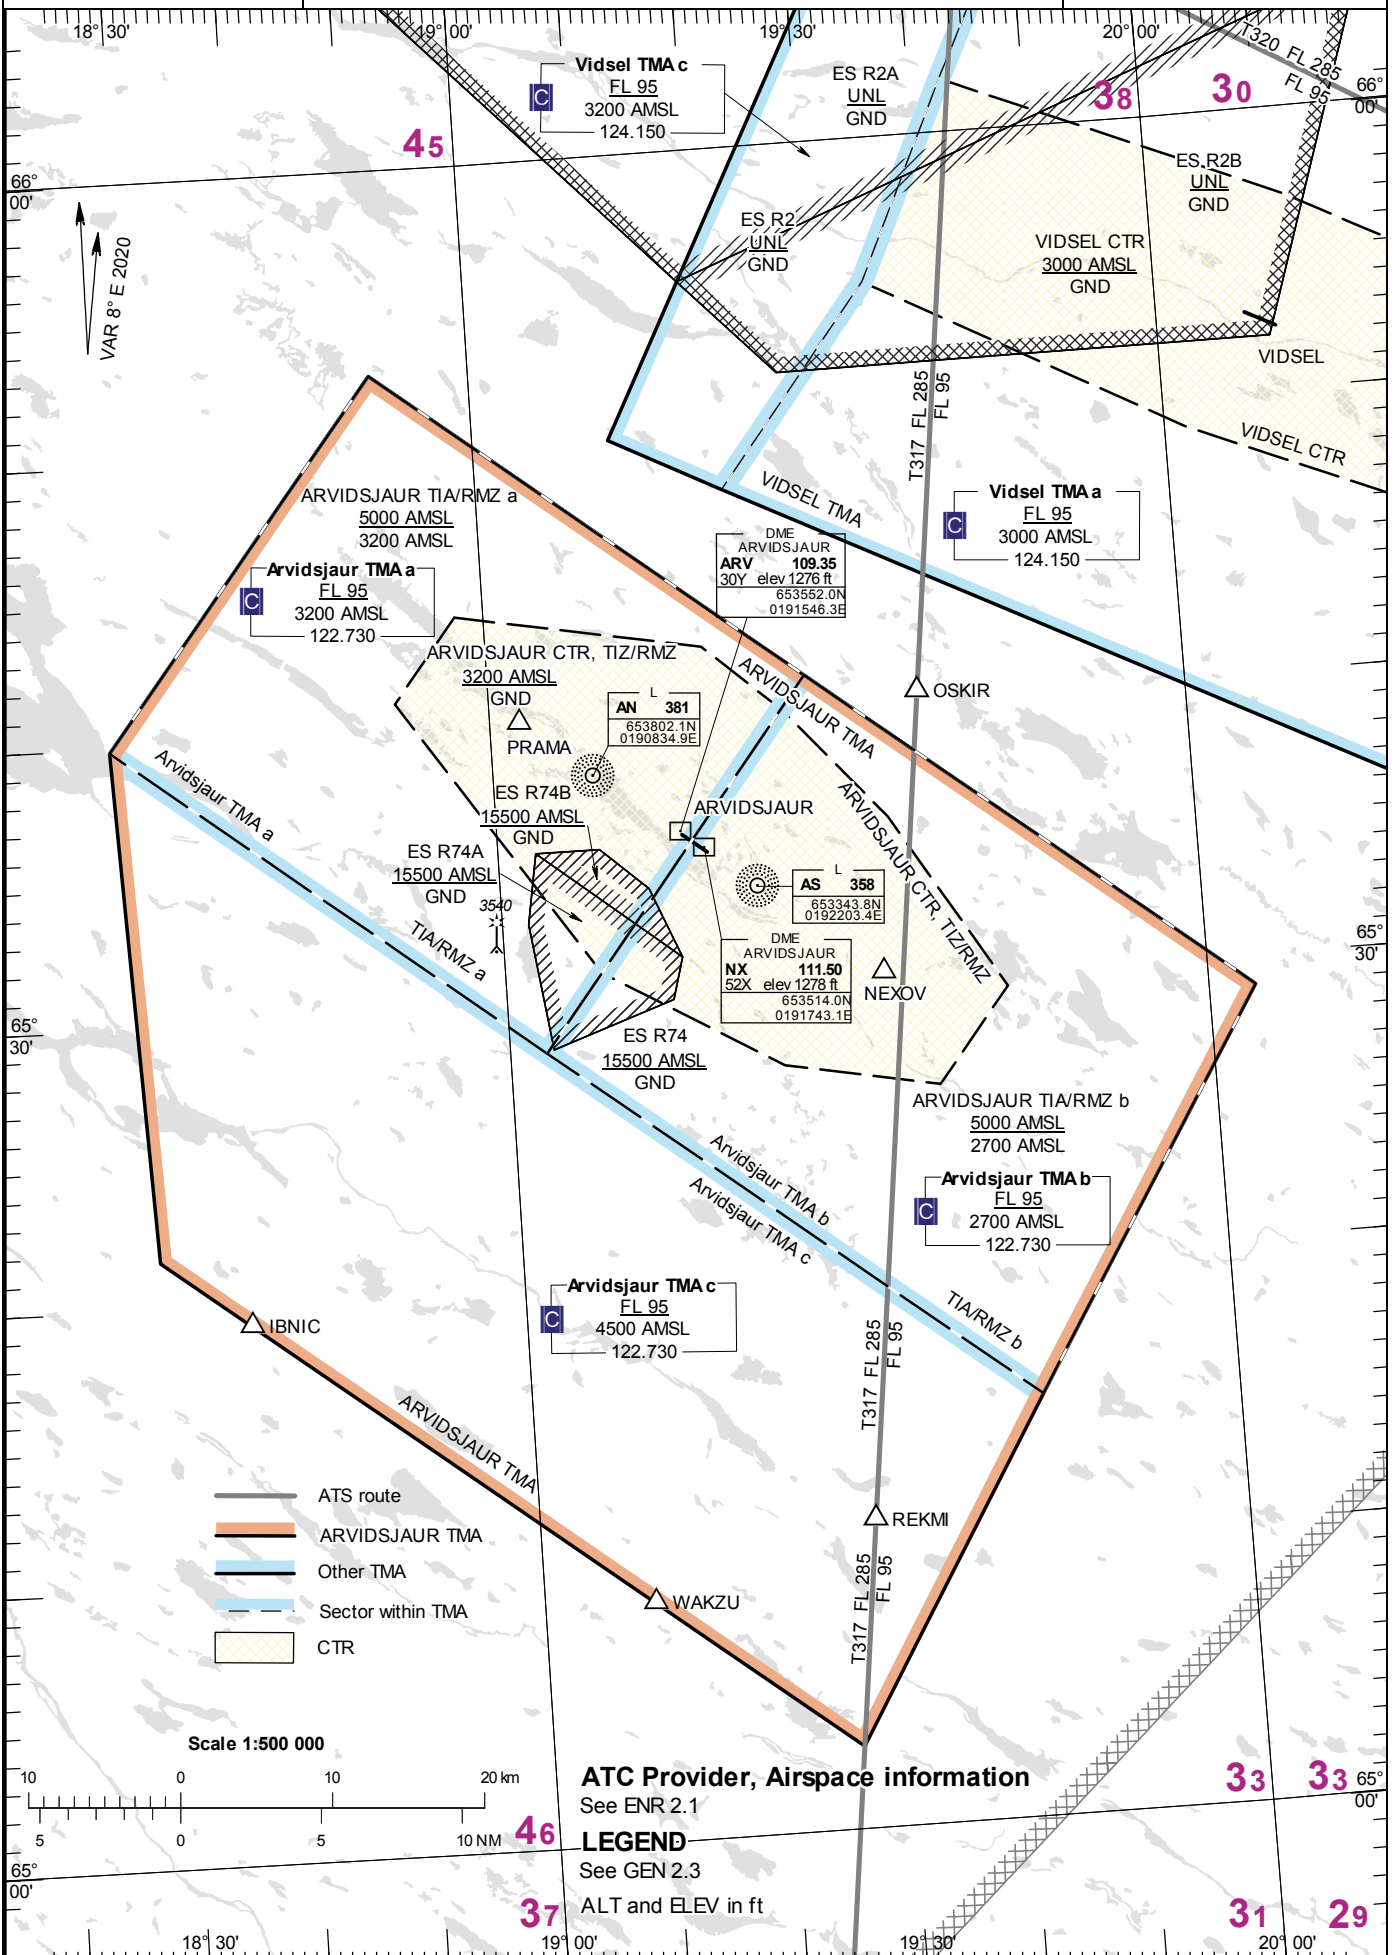 18° 30'
19° 00'
19° 30'
20° 00'
T320 FL 285
FL 95
Vidsel TMA c
C
FL 95
3200 AMSL
124.150
ES R2A
UNL
GND
38
30
66°
00'
45
ES R2B
UNL
GND
66°
00'
ES R2
UNL
GND
VIDSEL CTR
3000 AMSL
GND
VAR 8° E 2020
VIDSEL
T317 FL 285
FL 95
VIDSEL CTR
VIDSEL TMA
ARVIDSJAUR TIA/RMZ a
5000 AMSL
3200 AMSL
Vidsel TMA a
C
FL 95
3000 AMSL
124.150
DME
ARVIDSJAUR
ARV 109.35
30Y elev 1276 ft
653552.0N
0191546.3E
Arvidsjaur TMA a
C
FL 95
3200 AMSL
122.730
ARVIDSJAUR CTR, TIZ/RMZ
3200 AMSL
GND
ARVIDSJAUR TMA
OSKIR
L
AN 381
653802.1N
0190834.9E
PRAMA
Arvidsjaur TMA a
ES R74B
15500 AMSL
GND
ARVIDSJAUR
ARVIDSJAUR CTR, TIZ/RMZ
ES R74A
15500 AMSL
GND
3540
L
AS 358
653343.8N
0192203.4E
TIA/RMZ a
DME
ARVIDSJAUR
NX 111.50
52X elev 1278 ft
653514.0N
0191743.1E
NEXOV
65°
30'
65°
30'
ES R74
15500 AMSL
GND
ARVIDSJAUR TIA/RMZ b
5000 AMSL
2700 AMSL
Arvidsjaur TMA b
Arvidsjaur TMA c
Arvidsjaur TMA b
C
FL 95
2700 AMSL
122.730
Arvidsjaur TMA c
C
FL 95
4500 AMSL
122.730
TIA/RMZ b
IBNIC
T317 FL 285
FL 95
ARVIDSJAUR TMA
ATS route
ARVIDSJAUR TMA
Other TMA
Sector within TMA
CTR
REKMI
T317 FL 285
FL 95
WAKZU
Scale 1:500 000
10 0 10 20 km
5 0 5 10 NM
ATC Provider, Airspace information
See ENR 2.1
LEGEND
See GEN 2.3
ALT and ELEV in ft
33
33
65°
00'
46
65°
00'
37
31
29
18° 30'
19° 00'
19° 30'
20° 00'